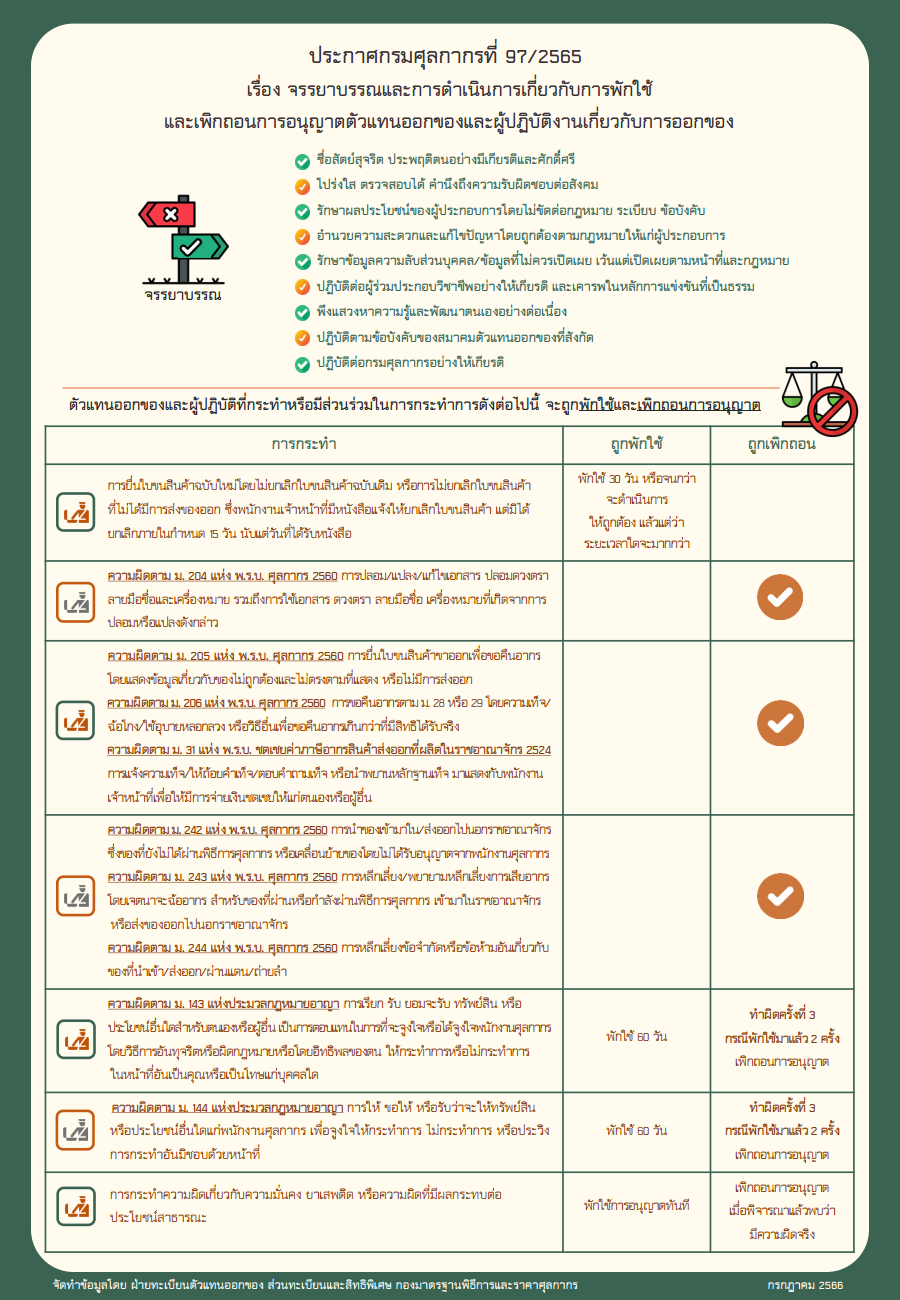 ประกาศกรมศุลกากรที่ 97/2565
เรื่อง จรรยาบรรณและการดำเนินการเกี่ยวกับการพักใช้
และเพิกถอนการอนุญาตตัวแทนออกของและผู้ปฏิบัติงานเกี่ยวกับการออกของ
ซื่อสัตย์สุจริต ประพฤติตนอย่างมีเกียรติและศักดิ์ศรี
โปร่งใส ตรวจสอบได้ คำนึงถึงความรับผิดชอบต่อสังคม
รักษาผลประโยชน์ของผู้ประกอบการโดยไม่ขัดต่อกฎหมาย ระเบียบ ข้อบังคับ
อำนวยความสะดวกและแก้ไขปัญหาโดยถูกต้องตามกฎหมายให้แก่ผู้ประกอบการ
รักษาข้อมูลความลับส่วนบุคคล/ข้อมูลที่ไม่ควรเปิดเผย เว้นแต่เปิดเผยตามหน้าที่และกฎหมาย
ปฏิบัติต่อผู้ร่วมประกอบวิชาชีพอย่างให้เกียรติ และเคารพในหลักการแข่งขันที่เป็นธรรม
พึงแสวงหาความรู้และพัฒนาตนเองอย่างต่อเนื่อง
ปฏิบัติตามข้อบังคับของสมาคมตัวแทนออกของที่สังกัด
ปฏิบัติต่อกรมศุลกากรอย่างให้เกียรติ
จรรยาบรรณ
ตัวแทนออกของและผู้ปฏิบัติที่กระทำหรือมีส่วนร่วมในการกระทำการดังต่อไปนี้ จะถูกพักใช้และเพิกถอนการอนุญาต
การกระทำ
ถูกพักใช้
ถูกเพิกถอน
การยื่นใบขนสินค้าฉบับใหม่โดยไม่ยกเลิกใบขนสินค้าฉบับเดิม หรือการไม่ยกเลิกใบขนสินค้า
ที่ไม่ได้มีการส่งของออก ซึ่งพนักงานเจ้าหน้าที่มีหนังสือแจ้งให้ยกเลิกใบขนสินค้า แต่มิได้
ยกเลิกภายในกำหนด 15 วัน นับแต่วันที่ได้รับหนังสือ
พักใช้ 30 วัน หรือจนกว่า
จะดำเนินการ
ให้ถูกต้อง แล้วแต่ว่า
ระยะเวลาใดจะมากกว่า
ความผิดตาม ม. 204 แห่ง พ.ร.บ. ศุลกากร 2560 การปลอม/แปลง/แก้ไขเอกสาร ปลอมดวงตรา
ลายมือชื่อและเครื่องหมาย รวมถึงการใช้เอกสาร ดวงตรา ลายมือชื่อ เครื่องหมายที่เกิดจากการ
ปลอมหรือแปลงดังกล่าว
ความผิดตาม ม. 205 แห่ง พ.ร.บ. ศุลกากร 2560 การยื่นใบขนสินค้าขาออกเพื่อขอคืนอากร
โดยแสดงข้อมูลเกี่ยวกับของไม่ถูกต้องและไม่ตรงตามที่แสดง หรือไม่มีการส่งออก
ความผิดตาม ม. 206 แห่ง พ.ร.บ. ศุลกากร 2560 การขอคืนอากรตาม ม. 28 หรือ 29 โดยความเท็จ/
ฉ้อโกง/ใช้อุบายหลอกลวง หรือวิธีอื่นเพื่อขอคืนอากรเกินกว่าที่มีสิทธิได้รับจริง
ความผิดตาม ม. 31 แห่ง พ.ร.บ. ชดเชยค่าภาษีอากรสินค้าส่งออกที่ผลิตในราชอาณาจักร 2524
การแจ้งความเท็จ/ให้ถ้อยคำเท็จ/ตอบคำถามเท็จ หรือนำพยานหลักฐานเท็จ มาแสดงกับพนักงาน
เจ้าหน้าที่เพื่อให้มีการจ่ายเงินชดเชยให้แก่ตนเองหรือผู้อื่น
ความผิดตาม ม. 242 แห่ง พ.ร.บ. ศุลกากร 2560 การนำของเข้ามาใน/ส่งออกไปนอกราชอาณาจักร
ซึ่งของที่ยังไม่ได้ผ่านพิธีการศุลกากร หรือเคลื่อนย้ายของโดยไม่ได้รับอนุญาตจากพนักงานศุลกากร
ความผิดตาม ม. 243 แห่ง พ.ร.บ. ศุลกากร 2560 การหลีกเลี่ยง/พยายามหลีกเลี่ยงการเสียอากร
โดยเจตนาจะฉ้ออากร สำหรับของที่ผ่านหรือกำลังผ่านพิธีการศุลกากร เข้ามาในราชอาณาจักร
หรือส่งของออกไปนอกราชอาณาจักร
ความผิดตาม ม. 244 แห่ง พ.ร.บ. ศุลกากร 2560 การหลีกเลี่ยงข้อจำกัดหรือข้อห้ามอันเกี่ยวกับ
ของที่นำเข้า/ส่งออก/ผ่านแดน/ถ่ายลำ
ความผิดตาม ม. 143 แห่งประมวลกฎหมายอาญา การเรียก รับ ยอมจะรับ ทรัพย์สิน หรือ
ประโยชน์อื่นใดสำหรับตนเองหรือผู้อื่น เป็นการตอบแทนในการที่จะจูงใจหรือได้จูงใจพนักงานศุลกากร
โดยวิธีการอันทุจริตหรือผิดกฎหมายหรือโดยอิทธิพลของตน ให้กระทำการหรือไม่กระทำการ
ในหน้าที่อันเป็นคุณหรือเป็นโทษแก่บุคคลใด
พักใช้ 60 วัน
ทำผิดครั้งที่ 3
กรณีพักใช้มาแล้ว 2 ครั้ง
เพิกถอนการอนุญาต
ความผิดตาม ม. 144 แห่งประมวลกฎหมายอาญา การให้ ขอให้ หรือรับว่าจะให้ทรัพย์สิน
หรือประโยชน์อื่นใดแก่พนักงานศุลกากร เพื่อจูงใจให้กระทำการ ไม่กระทำการ หรือประวิง
การกระทำอันมิชอบด้วยหน้าที่
พักใช้ 60 วัน
ทำผิดครั้งที่ 3
กรณีพักใช้มาแล้ว 2 ครั้ง
เพิกถอนการอนุญาต
การกระทำความผิดเกี่ยวกับความมั่นคง ยาเสพติด หรือความผิดที่มีผลกระทบต่อ
ประโยชน์สาธารณะ
พักใช้การอนุญาตทันที
เพิกถอนการอนุญาต
เมื่อพิจารณาแล้วพบว่า
มีความผิดจริง
จัดทำข้อมูลโดย ฝ่ายทะเบียนตัวแทนออกของ ส่วนทะเบียนและสิทธิพิเศษ กองมาตรฐานพิธีการและราคาศุลกากร
กรกฎาคม 2566